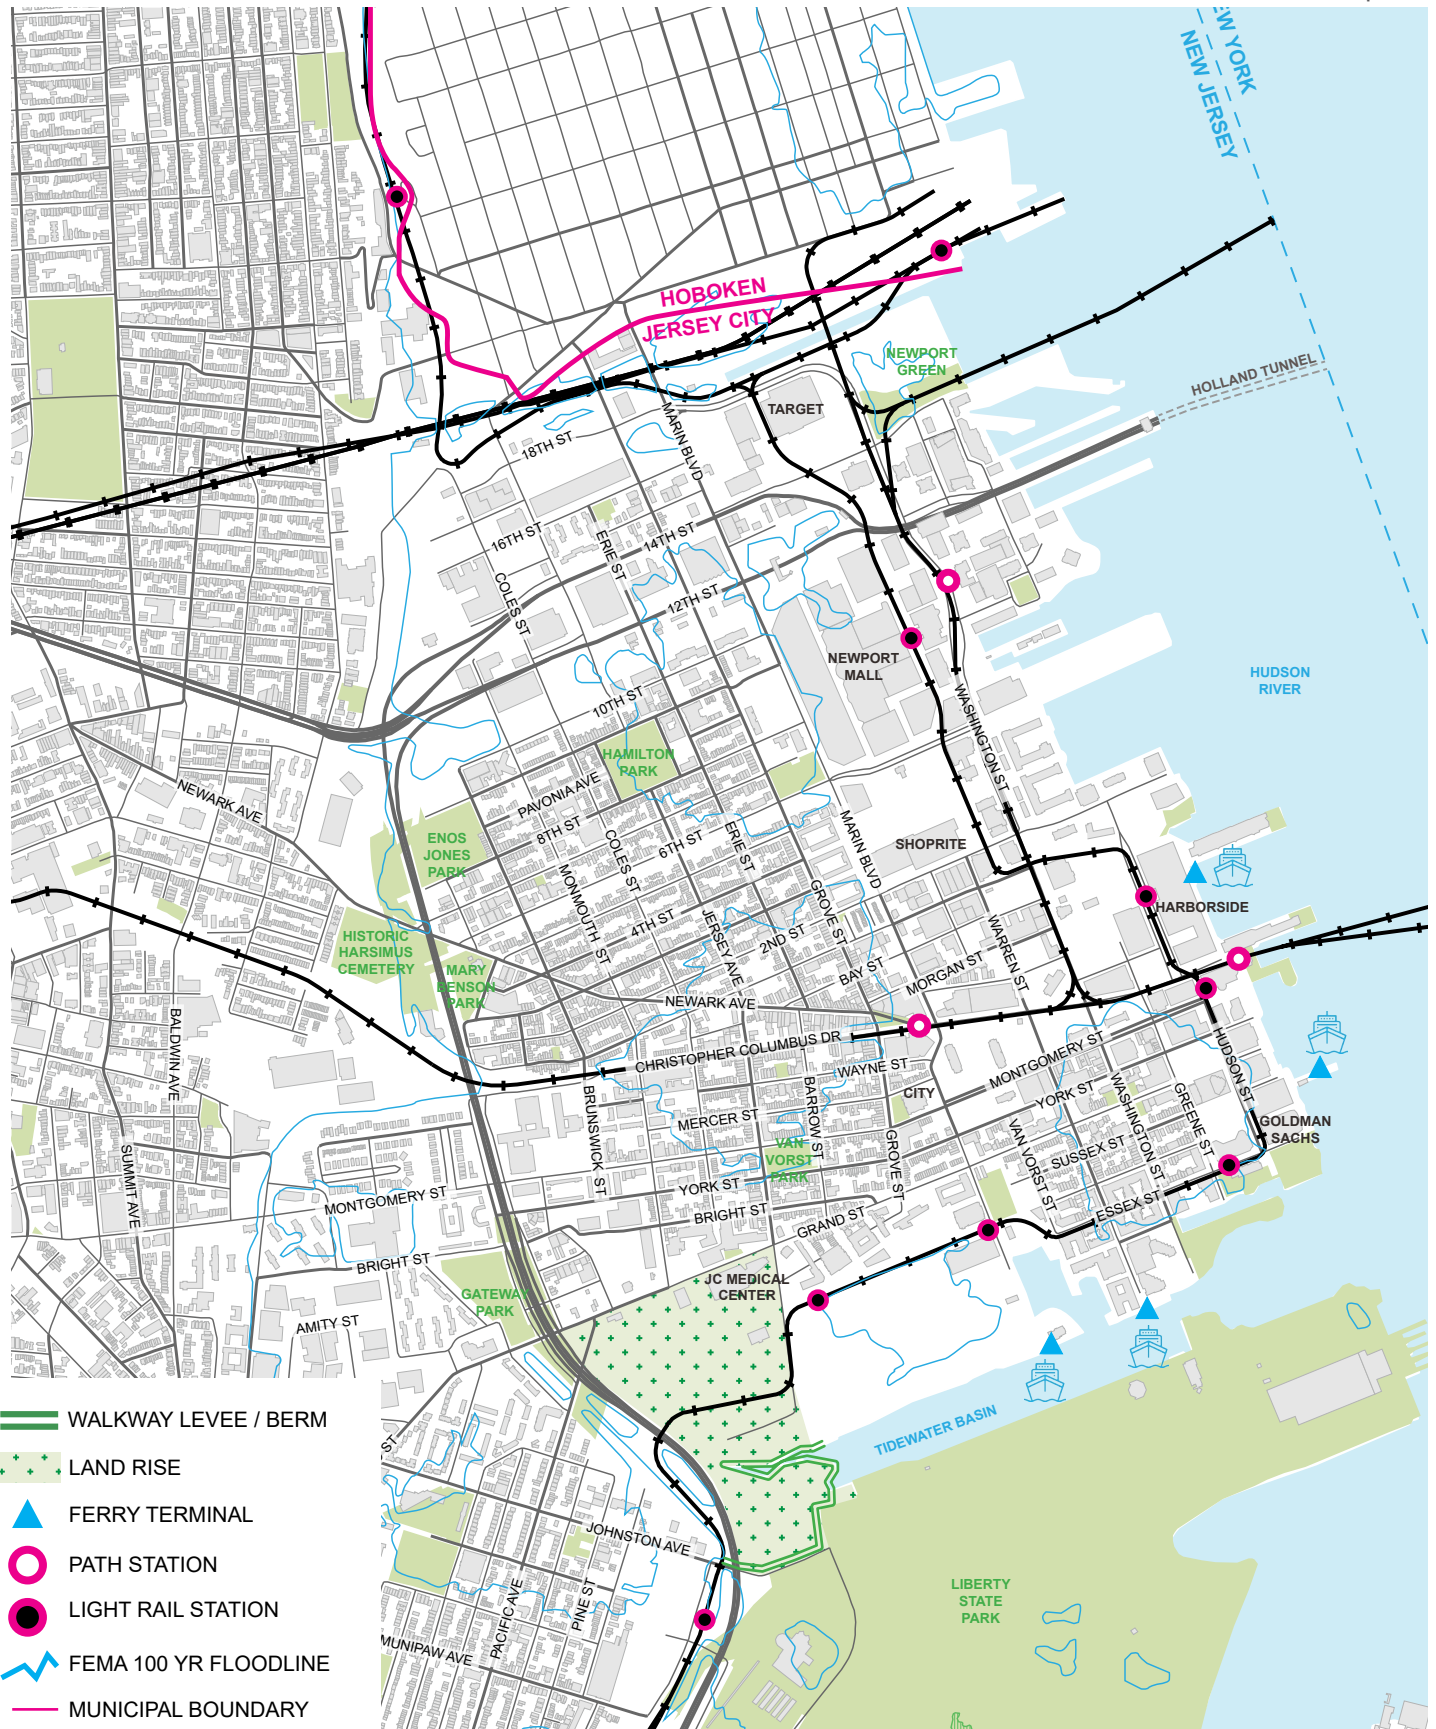 NEW YORK
NEW JERSEY
HOBOKEN
JERSEY CITY
NEWPORT
GREEN
HOLLAND TUNNEL
TARGET
MARIN BLVD
18TH ST
16TH ST
ERIE ST
14TH ST
COLES ST
12TH ST
NEWPORT
MALL
HUDSON
RIVER
10TH ST
WASHINGTON ST
HAMILTON
PARK
PAVONIA AVE
NEWARK AVE
8TH ST
ENOS
JONES
PARK
COLES ST
6TH ST
ERIE ST
MARIN BLVD
SHOPRITE
MONMOUTH ST
GROVE ST
HARBORSIDE
4TH ST
JERSEY AVE
2ND ST
WARREN ST
HISTORIC
HARSIMUS
CEMETERY
MARY
BENSON
PARK
BAY ST
MORGAN ST
NEWARK AVE
BALDWIN AVE
CHRISTOPHER COLUMBUS DR
MONTGOMERY ST
HUDSON ST
WAYNE ST
CITY
YORK ST
WASHINGTON ST
GREENE ST
BRUNSWICK ST
MERCER ST
BARROW ST
VAN
VORST
PARK
GROVE ST
VAN VORST ST
SUSSEX ST
GOLDMAN
SACHS
SUMMIT AVE
YORK ST
MONTGOMERY ST
BRIGHT ST
GRAND ST
ESSEX ST
BRIGHT ST
JC MEDICAL
CENTER
GATEWAY
PARK
AMITY ST
TIDEWATER BASIN
ST
JOHNSTON AVE
PACIFIC AVE
PINE ST
MUNIPAW AVE
LIBERTY
STATE
PARK
WALKWAY LEVEE / BERM
LAND RISE
FERRY TERMINAL
PATH STATION
LIGHT RAIL STATION
FEMA 100 YR FLOODLINE
MUNICIPAL BOUNDARY